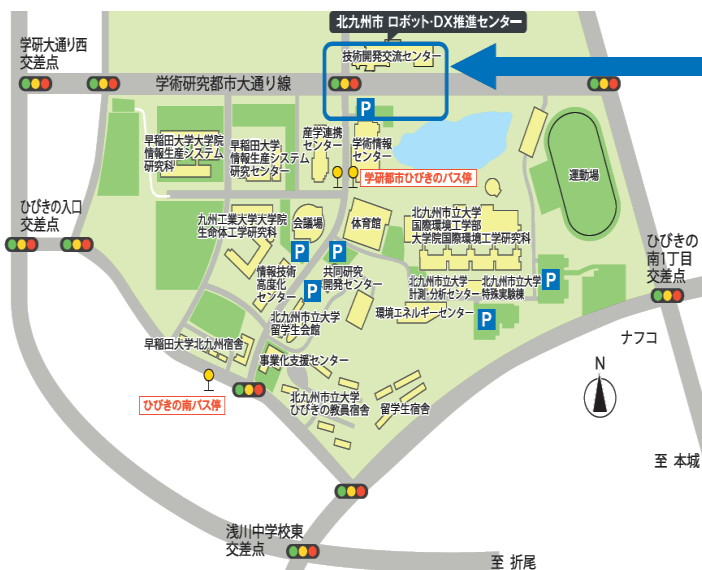 北九州市 ロボット・DX推進センター
学研大通り西
交差点
技術開発交流センター
学術研究都市大通り線
P
早稲田大学大学院
情報生産システム
研究科
早稲田大学
情報生産システム
研究センター
産学連携
センター
学術情報
センター
学研都市ひびきのバス停
運動場
ひびきの入口
交差点
九州工業大学大学院
生命体工学研究科
会議場
体育館
北九州市立大学
国際環境工学部
大学院国際環境工学研究科
ひびきの
南1丁目
交差点
P
P
情報技術
高度化
センター
共同研究
開発センター
P
北九州市立大学
計測・分析センター
北九州市立大学
特殊実験棟
P
北九州市立大学
留学生会館
環境エネルギーセンター
P
ナフコ
早稲田大学北九州宿舎
事業化支援センター
N
ひびきの南バス停
北九州市立大学
ひびきの教員宿舎
留学生宿舎
至 本城
浅川中学校東
交差点
至 折尾